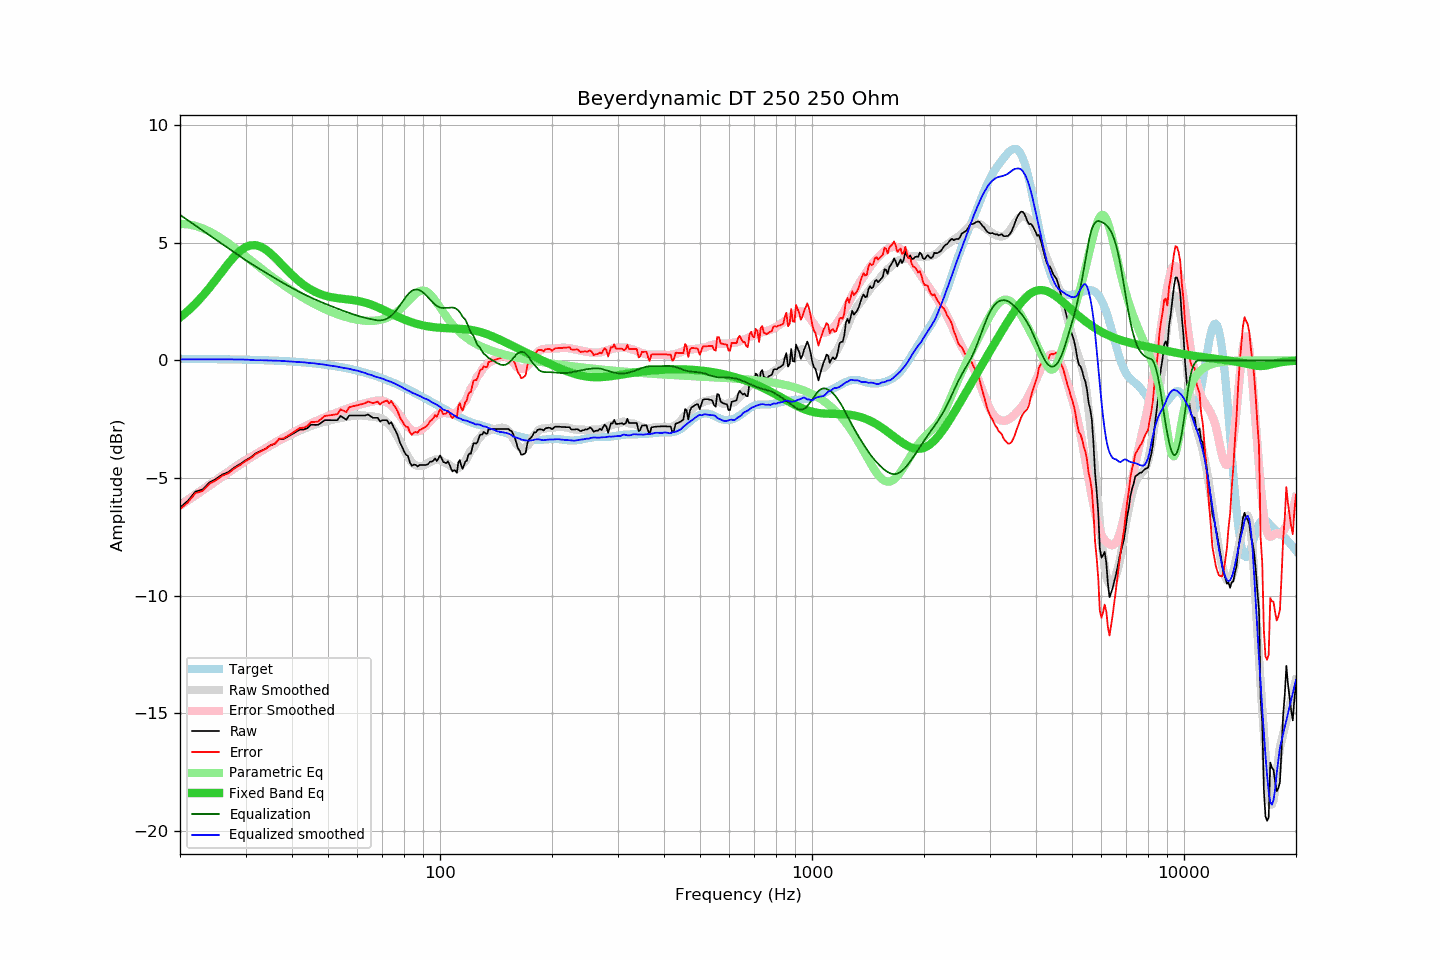 Beyerdynamic DT 250 250 Ohm
10
5
0
−5
−10
−15
−20
Amplitude (dBr)
Target
Raw Smoothed
Error Smoothed
Raw
Error
Parametric Eq
Fixed Band Eq
Equalization
Equalized smoothed
100
1000
10000
Frequency (Hz)